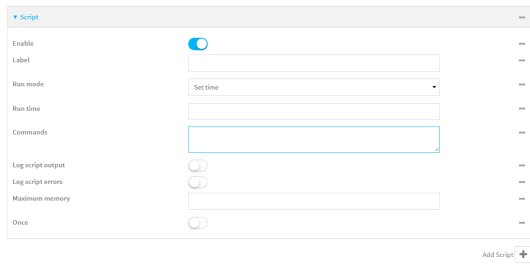 ▼ Script
Enable
Label
Run mode Set time
Run time
Commands
Log script output
Log script errors
Maximum memory
Once
Add Script